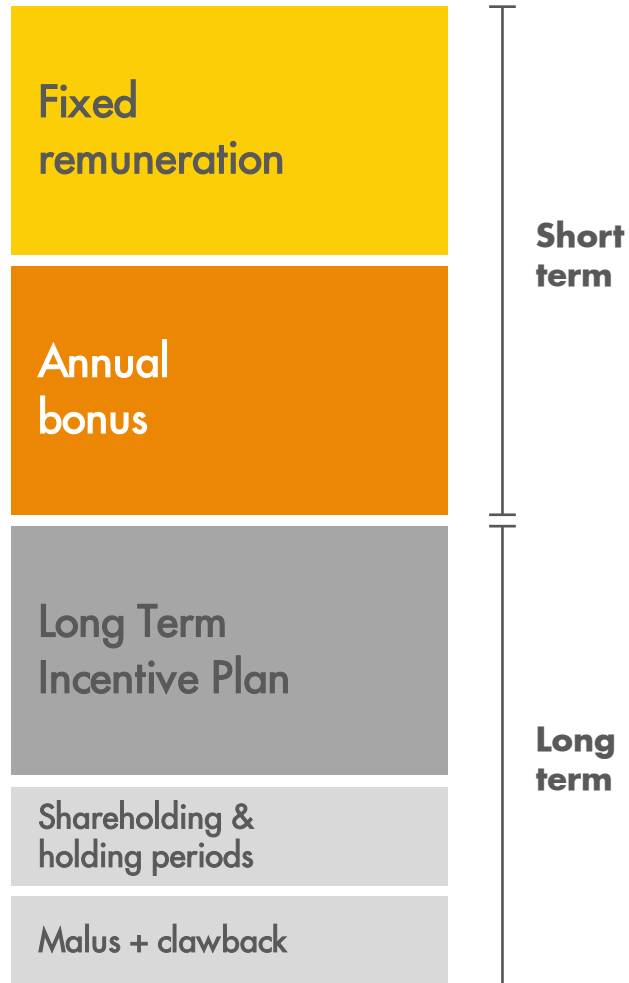 Fixed
remuneration
Short
term
Annual
bonus
Long Term
Incentive Plan
Long
term
Shareholding &
holding periods
Malus + clawback